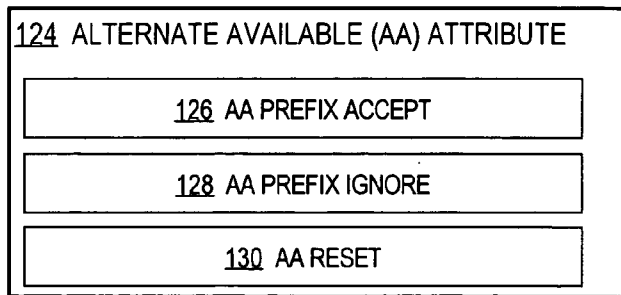 124 ALTERNATE AVAILABLE (AA) ATTRIBUTE
126 AA PREFIX ACCEPT
128 AA PREFIX IGNORE
130 AA RESET